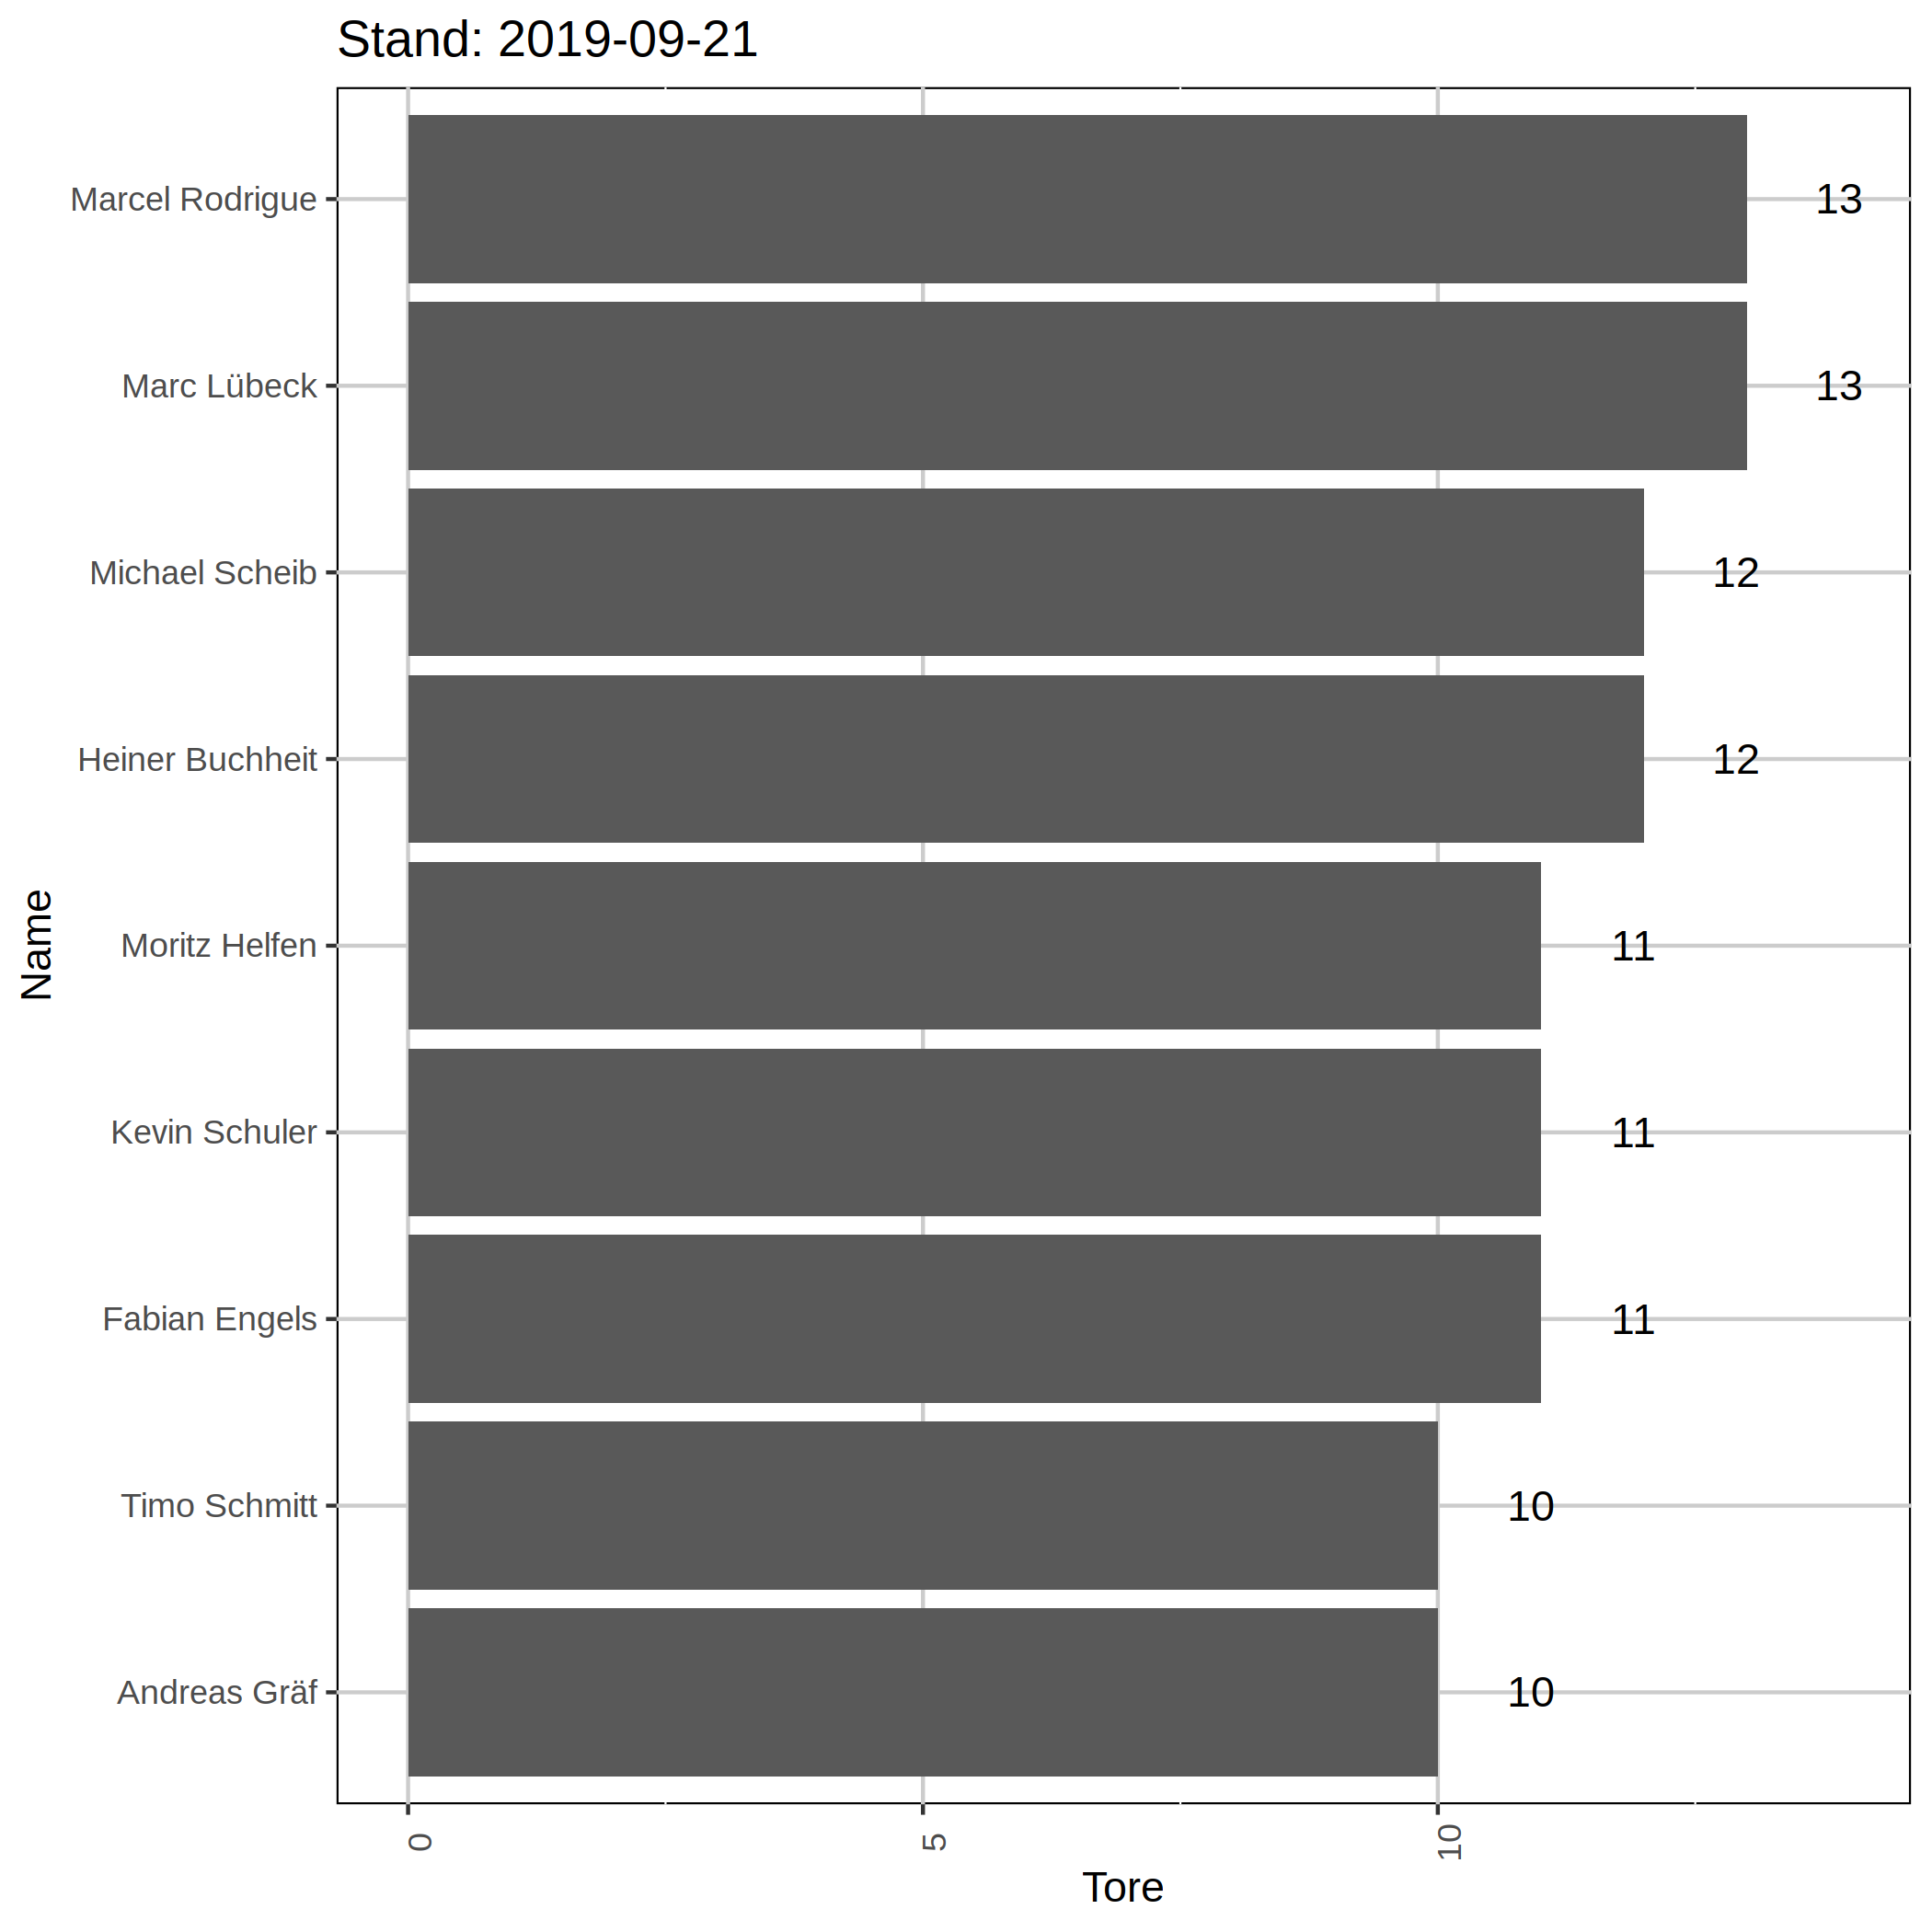 Stand: 2019-09-21
Marcel Rodrigue 13
Marc Lübeck 13
Michael Scheib 12
Heiner Buchheit 12
Moritz Helfen 11
Kevin Schuler 11
Fabian Engels 11
Timo Schmitt 10
Andreas Gräf 10
Name
0 5 10
Tore